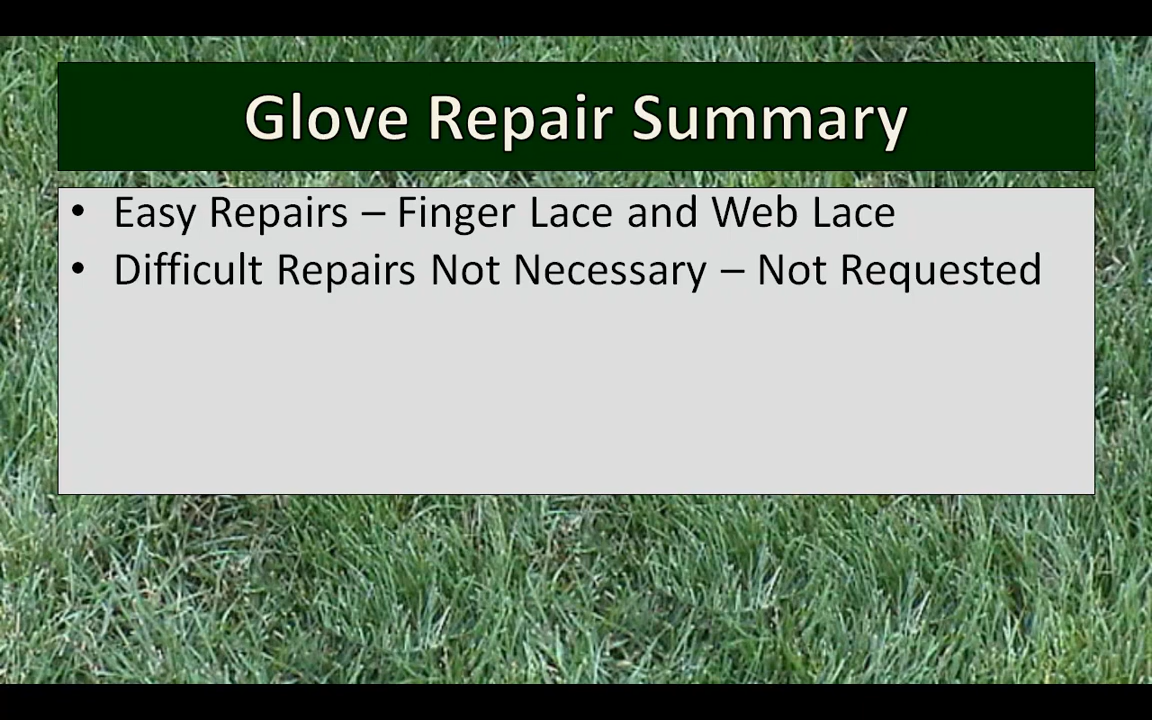 Glove Repair Summary
• Easy Repairs – Finger Lace and Web Lace
• Difficult Repairs Not Necessary – Not Requested